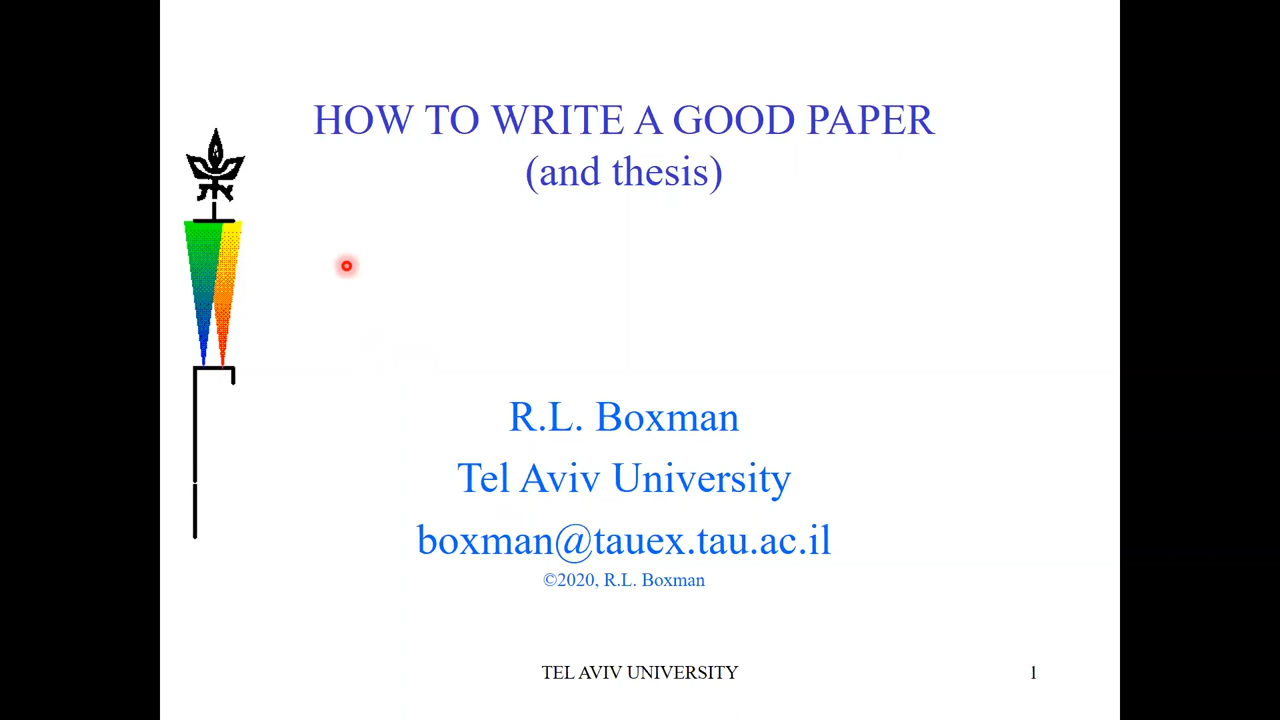 HOW TO WRITE A GOOD PAPER
(and thesis)
R.L. Boxman
Tel Aviv University
boxman@tauex.tau.ac.il
©2020, R.L. Boxman
TEL AVIV UNIVERSITY
1